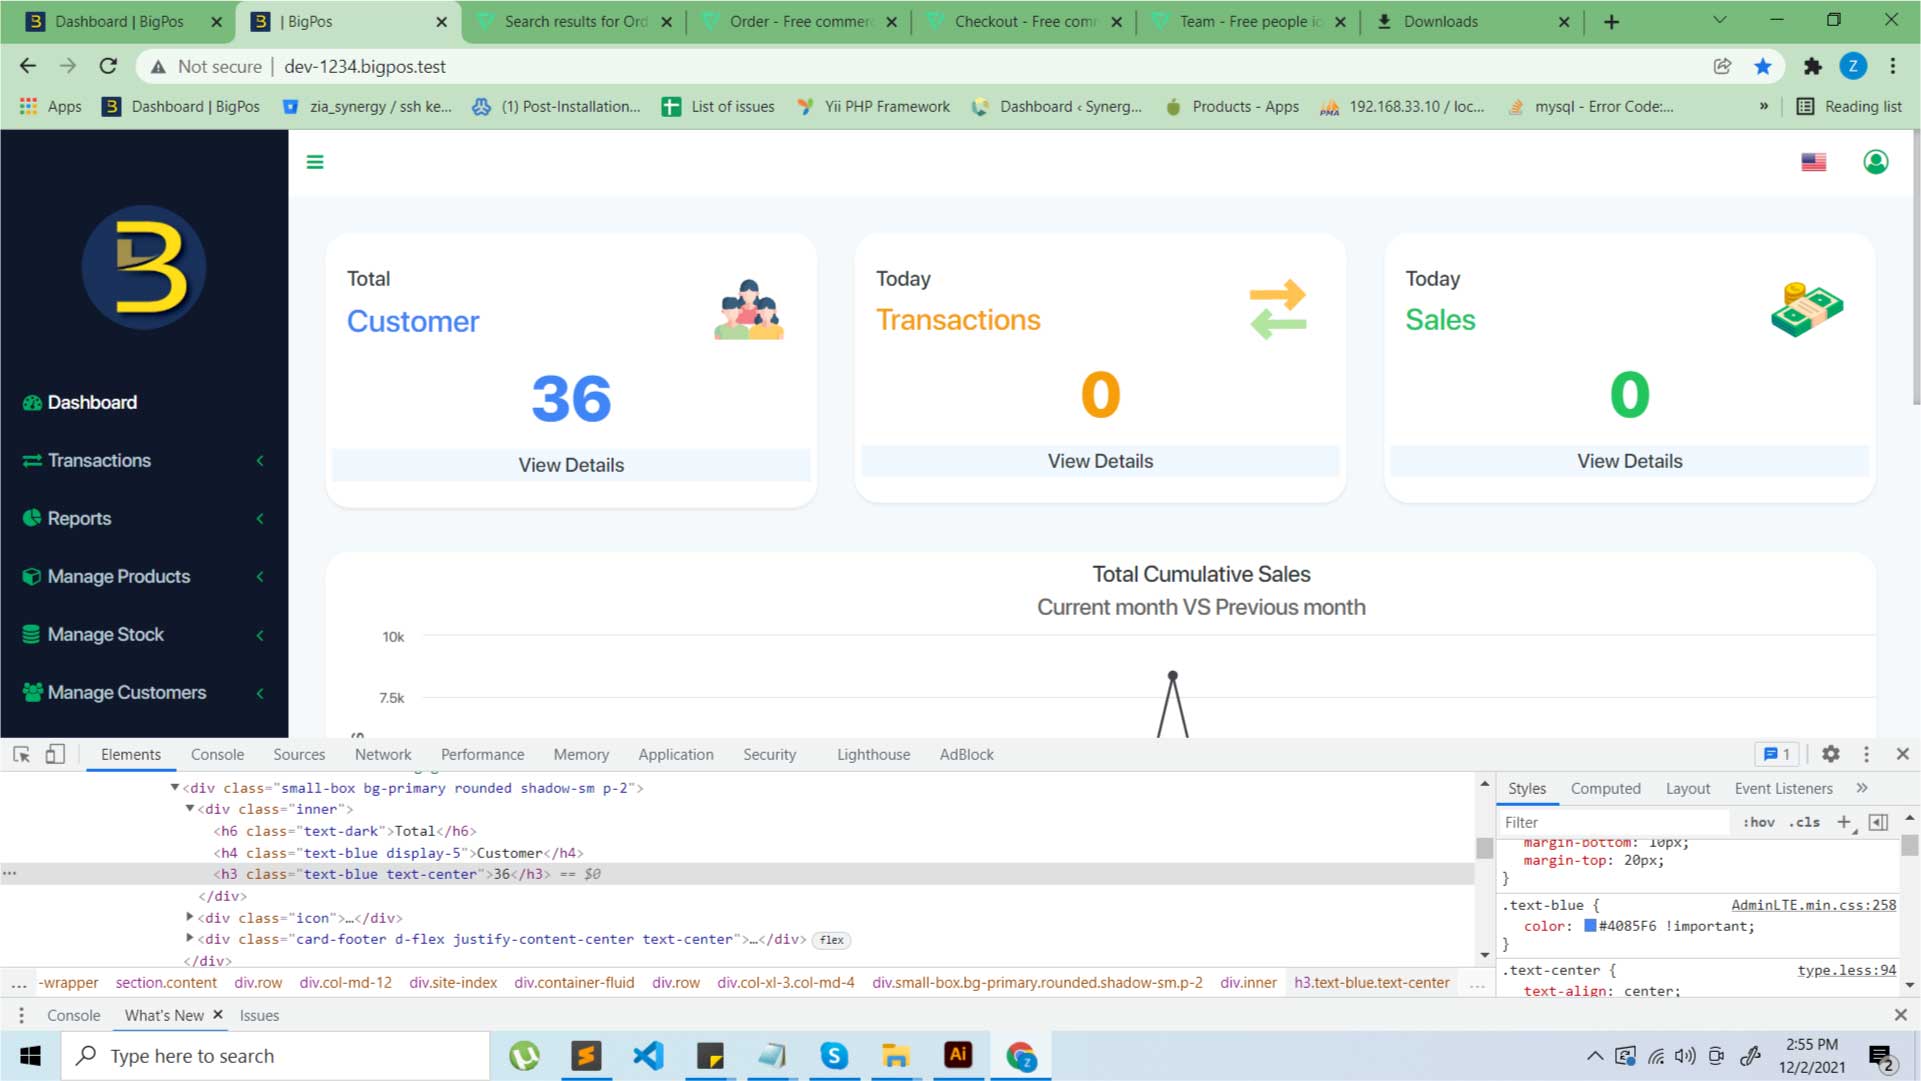 Dashboard | BigPos
| BigPos
Search results for Ord
Order - Free commerc
Checkout - Free comm
Team - Free people ic
Downloads
Not secure | dev-1234.bigpos.test
Z
Apps
Dashboard | BigPos
zia_synergy / ssh ke...
(1) Post-Installation...
List of issues
Yii PHP Framework
Dashboard ‹ Synerg...
Products - Apps
192.168.33.10 / loc...
mysql - Error Code:...
»
Reading list
Dashboard
Transactions
Reports
Manage Products
Manage Stock
Manage Customers
Total
Customer
36
View Details
Today
Transactions
0
View Details
Today
Sales
0
View Details
Total Cumulative Sales
Current month VS Previous month
10k
7.5k
Elements Console Sources Network Performance Memory Application Security Lighthouse AdBlock
1
<div class="small-box bg-primary rounded shadow-sm p-2">
<div class="inner">
<h6 class="text-dark">Total</h6>
<h4 class="text-blue display-5">Customer</h4>
... <h3 class="text-blue text-center">36</h3> == $0
</div>
<div class="icon">…</div>
<div class="card-footer d-flex justify-content-center text-center">…</div> flex
</div>
... -wrapper section.content div.row div.col-md-12 div.site-index div.container-fluid div.row div.col-xl-3.col-md-4 div.small-box.bg-primary.rounded.shadow-sm.p-2 div.inner h3.text-blue.text-center ...
Styles Computed Layout Event Listeners »
Filter :hov .cls +
margin-bottom: 10px;
margin-top: 20px;
}
.text-blue { AdminLTE.min.css:258
color: #4085F6 !important;
}
.text-center { type.less:94
text-align: center;
Console What's New Issues
Type here to search
Ai
2:55 PM
12/2/2021
2